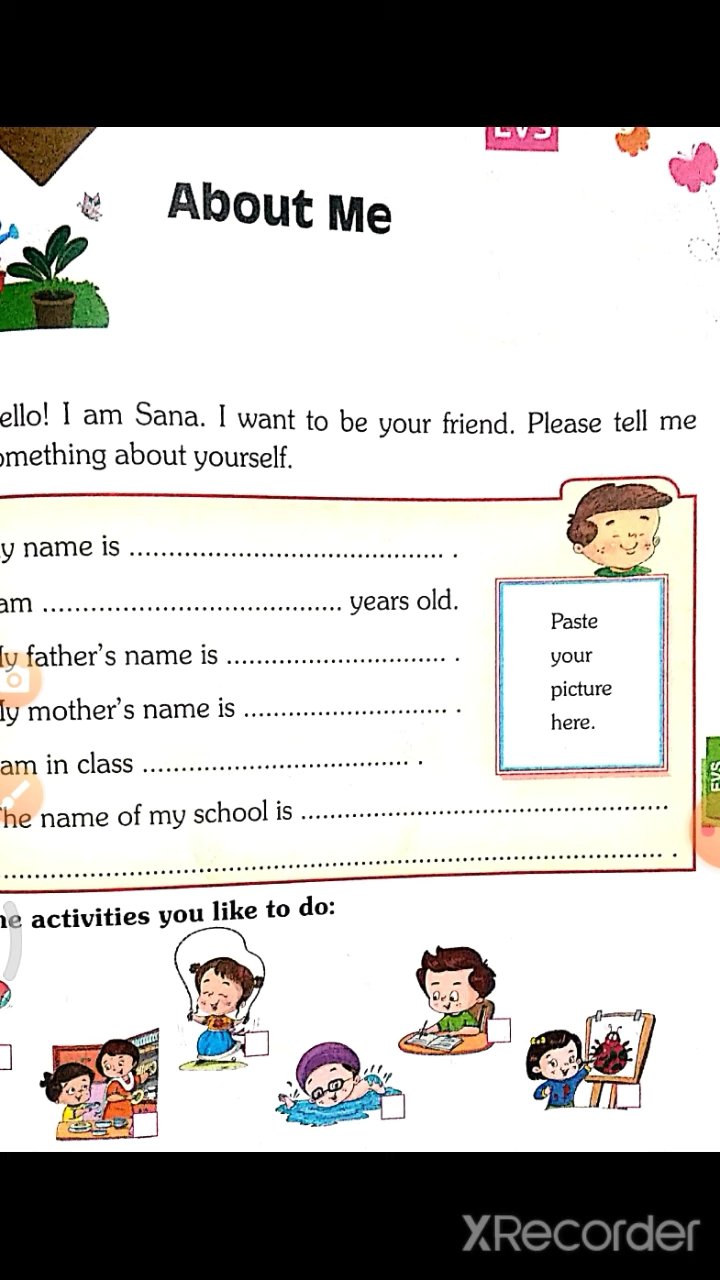 EVS
About Me
ello! I am Sana. I want to be your friend. Please tell me
omething about yourself.
y name is ............................................ .
am ............................................ years old.
ly father's name is ................................ .
Paste
your
picture
here.
ly mother's name is .............................. .
am in class ....................................... .
EVS
he name of my school is ....................................................
.................................................................................................. .
ne activities you like to do:
XRecorder